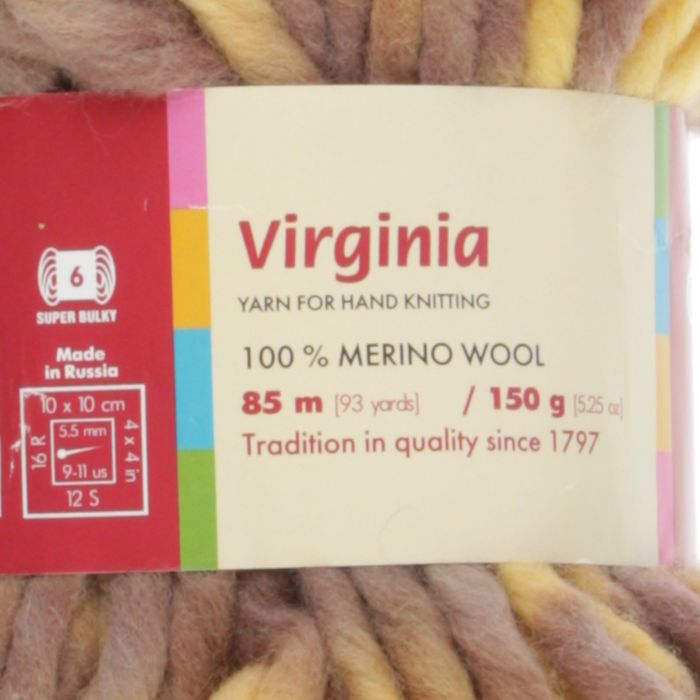 6
SUPER BULKY
Made
in Russia
10 x 10 cm
16 R
5.5 mm
9-11 us
4 x 4 in
12 S
Virginia
YARN FOR HAND KNITTING
100 % MERINO WOOL
85 m [93 yards] / 150 g [5.25 oz]
Tradition in quality since 1797